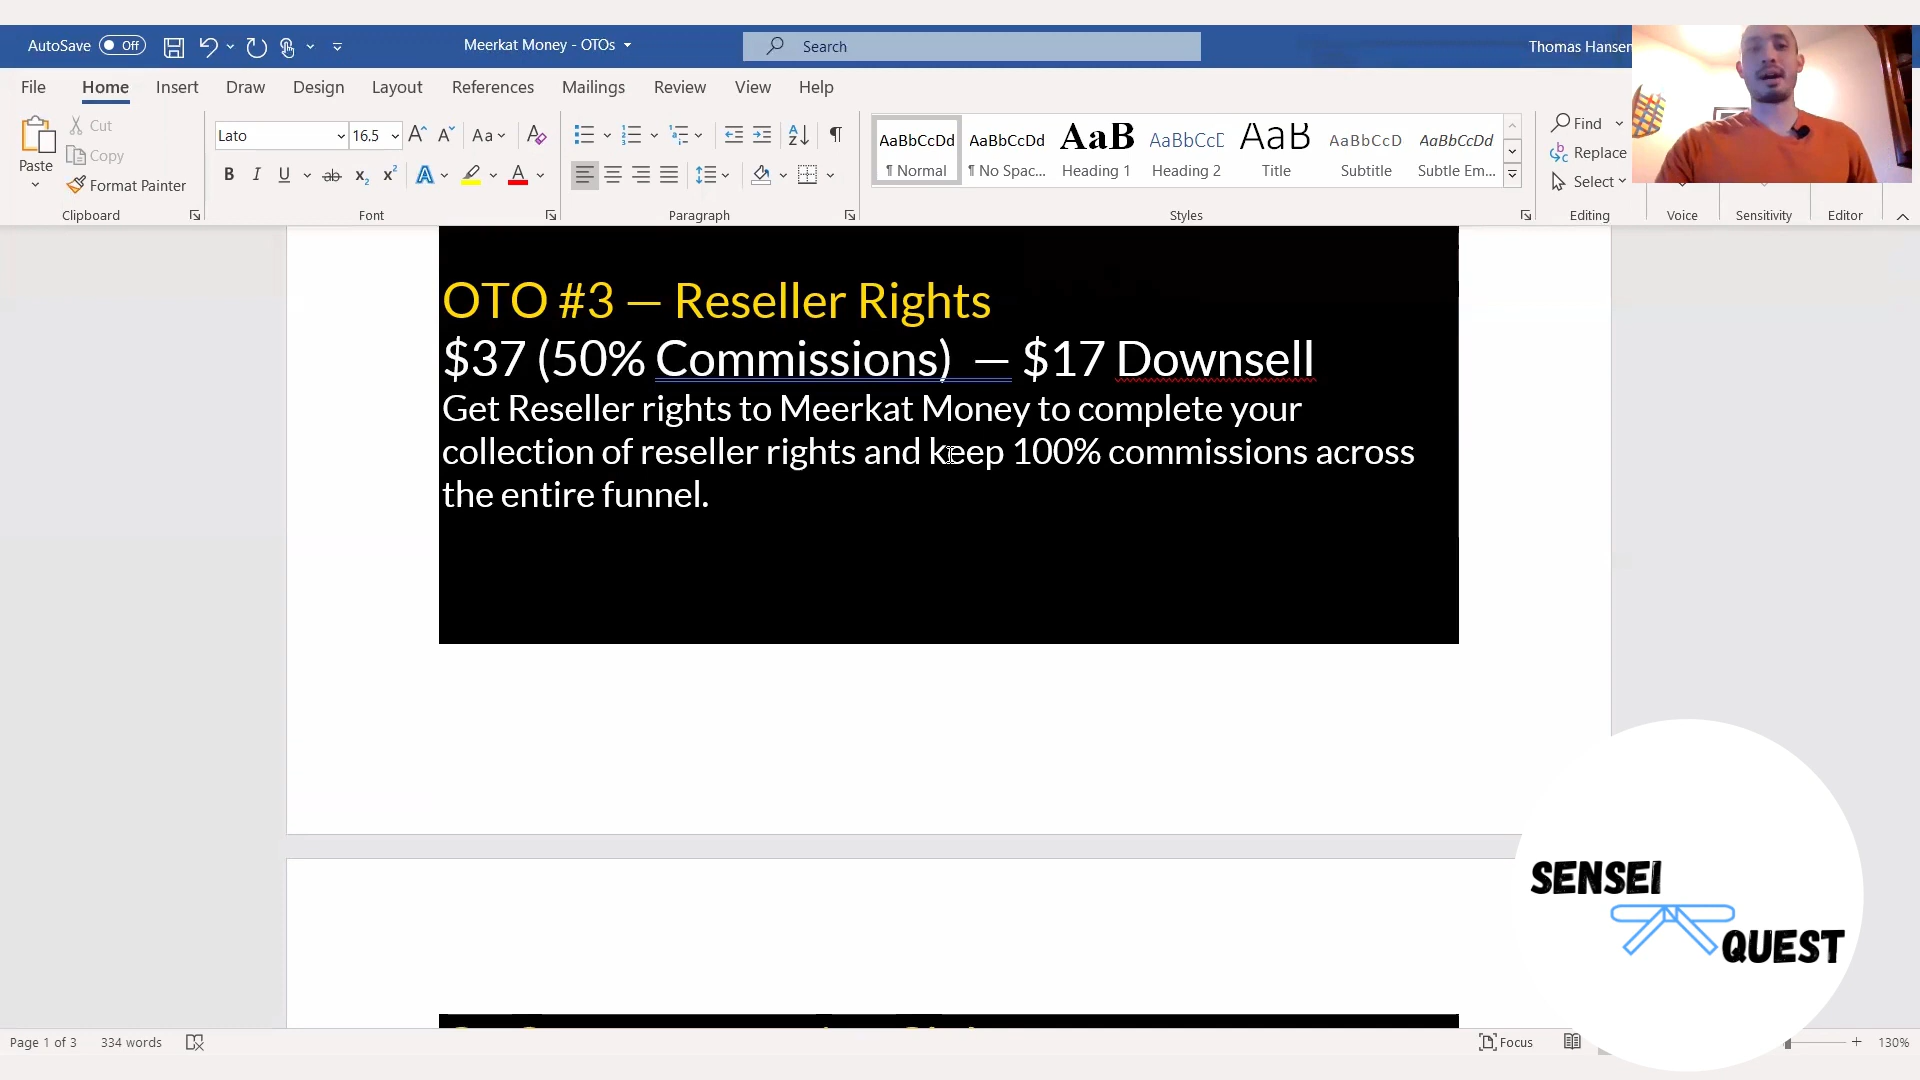 AutoSave Off Meerkat Money - OTOs Search Thomas Hansen
File Home Insert Draw Design Layout References Mailings Review View Help
Paste Cut Copy Format Painter
Lato 16.5 Aa
B I U ab x₂ x² A A
AaBbCcDd AaBbCcDd AaB AaBbCcD AaB AaBbCcD AaBbCcDd
¶ Normal ¶ No Spac... Heading 1 Heading 2 Title Subtitle Subtle Em...
Find
Replace
Select
Clipboard Font Paragraph Styles Editing Voice Sensitivity Editor
OTO #3 — Reseller Rights
$37 (50% Commissions) — $17 Downsell
Get Reseller rights to Meerkat Money to complete your
collection of reseller rights and keep 100% commissions across
the entire funnel.
SENSEI
QUEST
Page 1 of 3 334 words Focus 130%